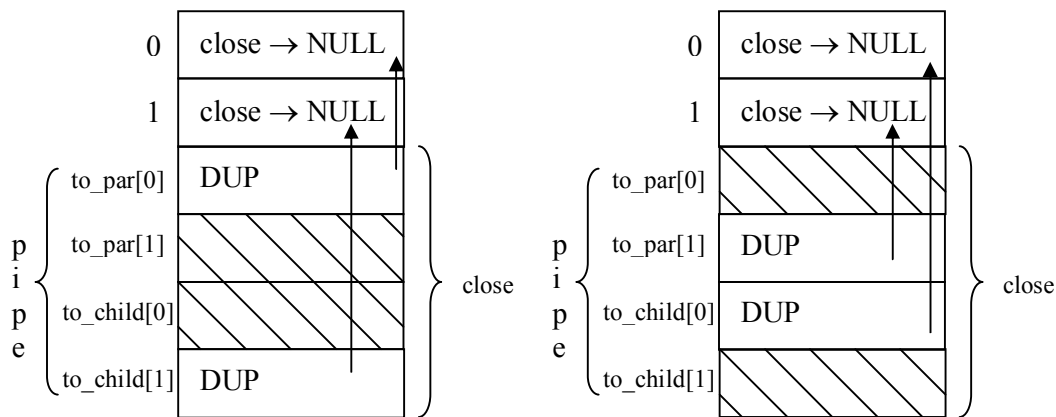 0 close → NULL
1 close → NULL
to_par[0] DUP
to_par[1]
to_child[0]
to_child[1] DUP
p
i
p
e
close
0 close → NULL
1 close → NULL
to_par[0]
to_par[1] DUP
to_child[0] DUP
to_child[1]
p
i
p
e
close